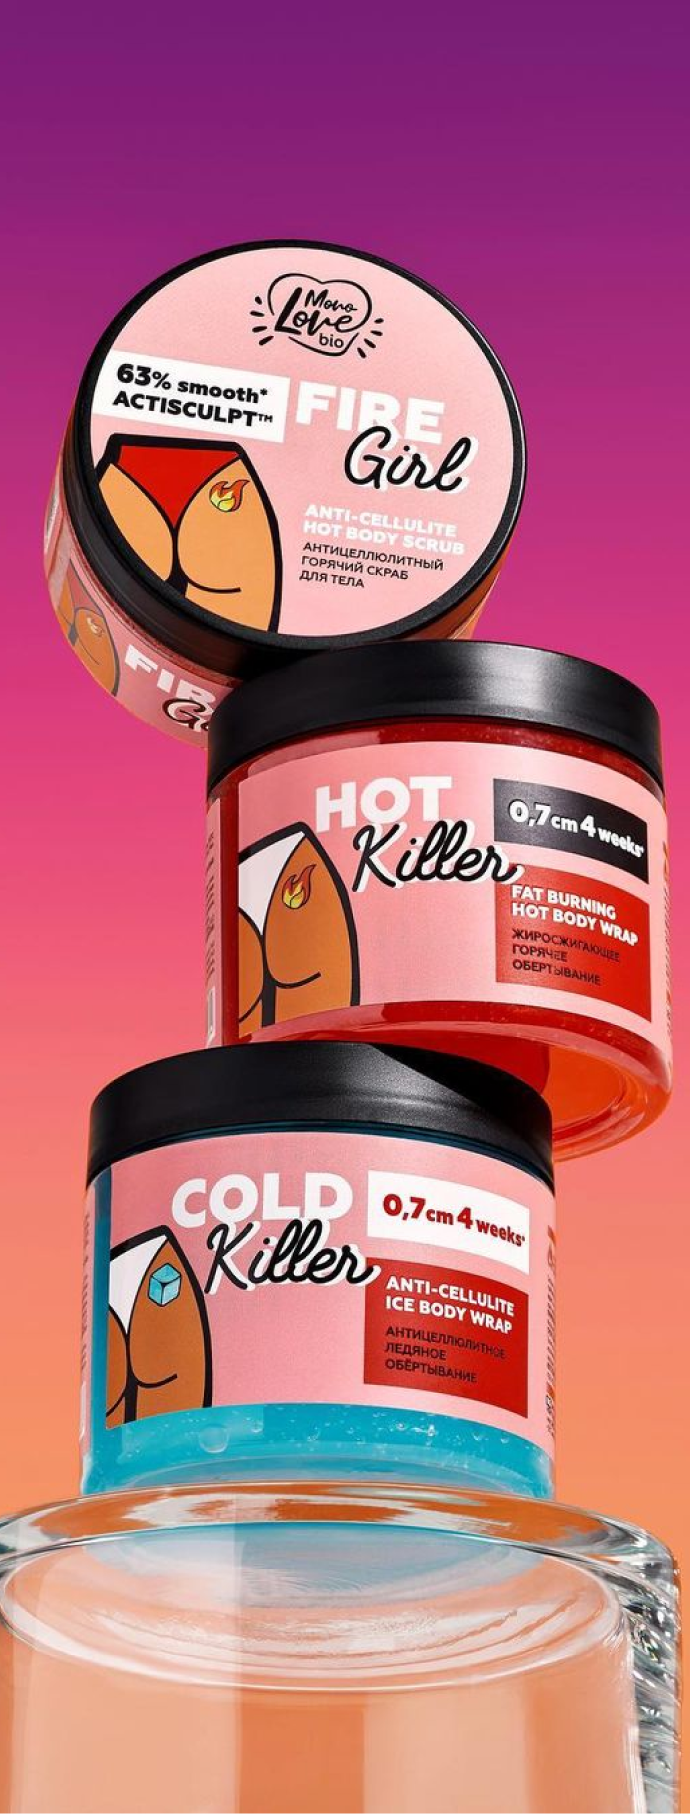 Mono
Love
bio
63% smooth*
ACTISCULPT™
FIRE
Girl
ANTI-CELLULITE
HOT BODY SCRUB
АНТИЦЕЛЛЮЛИТНЫЙ
ГОРЯЧИЙ СКРАБ
ДЛЯ ТЕЛА
HOT
Killer
0,7cm 4 weeks*
FAT BURNING
HOT BODY WRAP
ЖИРОСЖИГАЮЩЕЕ
ГОРЯЧЕЕ
ОБЕРТЫВАНИЕ
COLD
Killer
0,7cm 4 weeks*
ANTI-CELLULITE
ICE BODY WRAP
АНТИЦЕЛЛЮЛИТНОЕ
ЛЕДЯНОЕ
ОБЁРТЫВАНИЕ